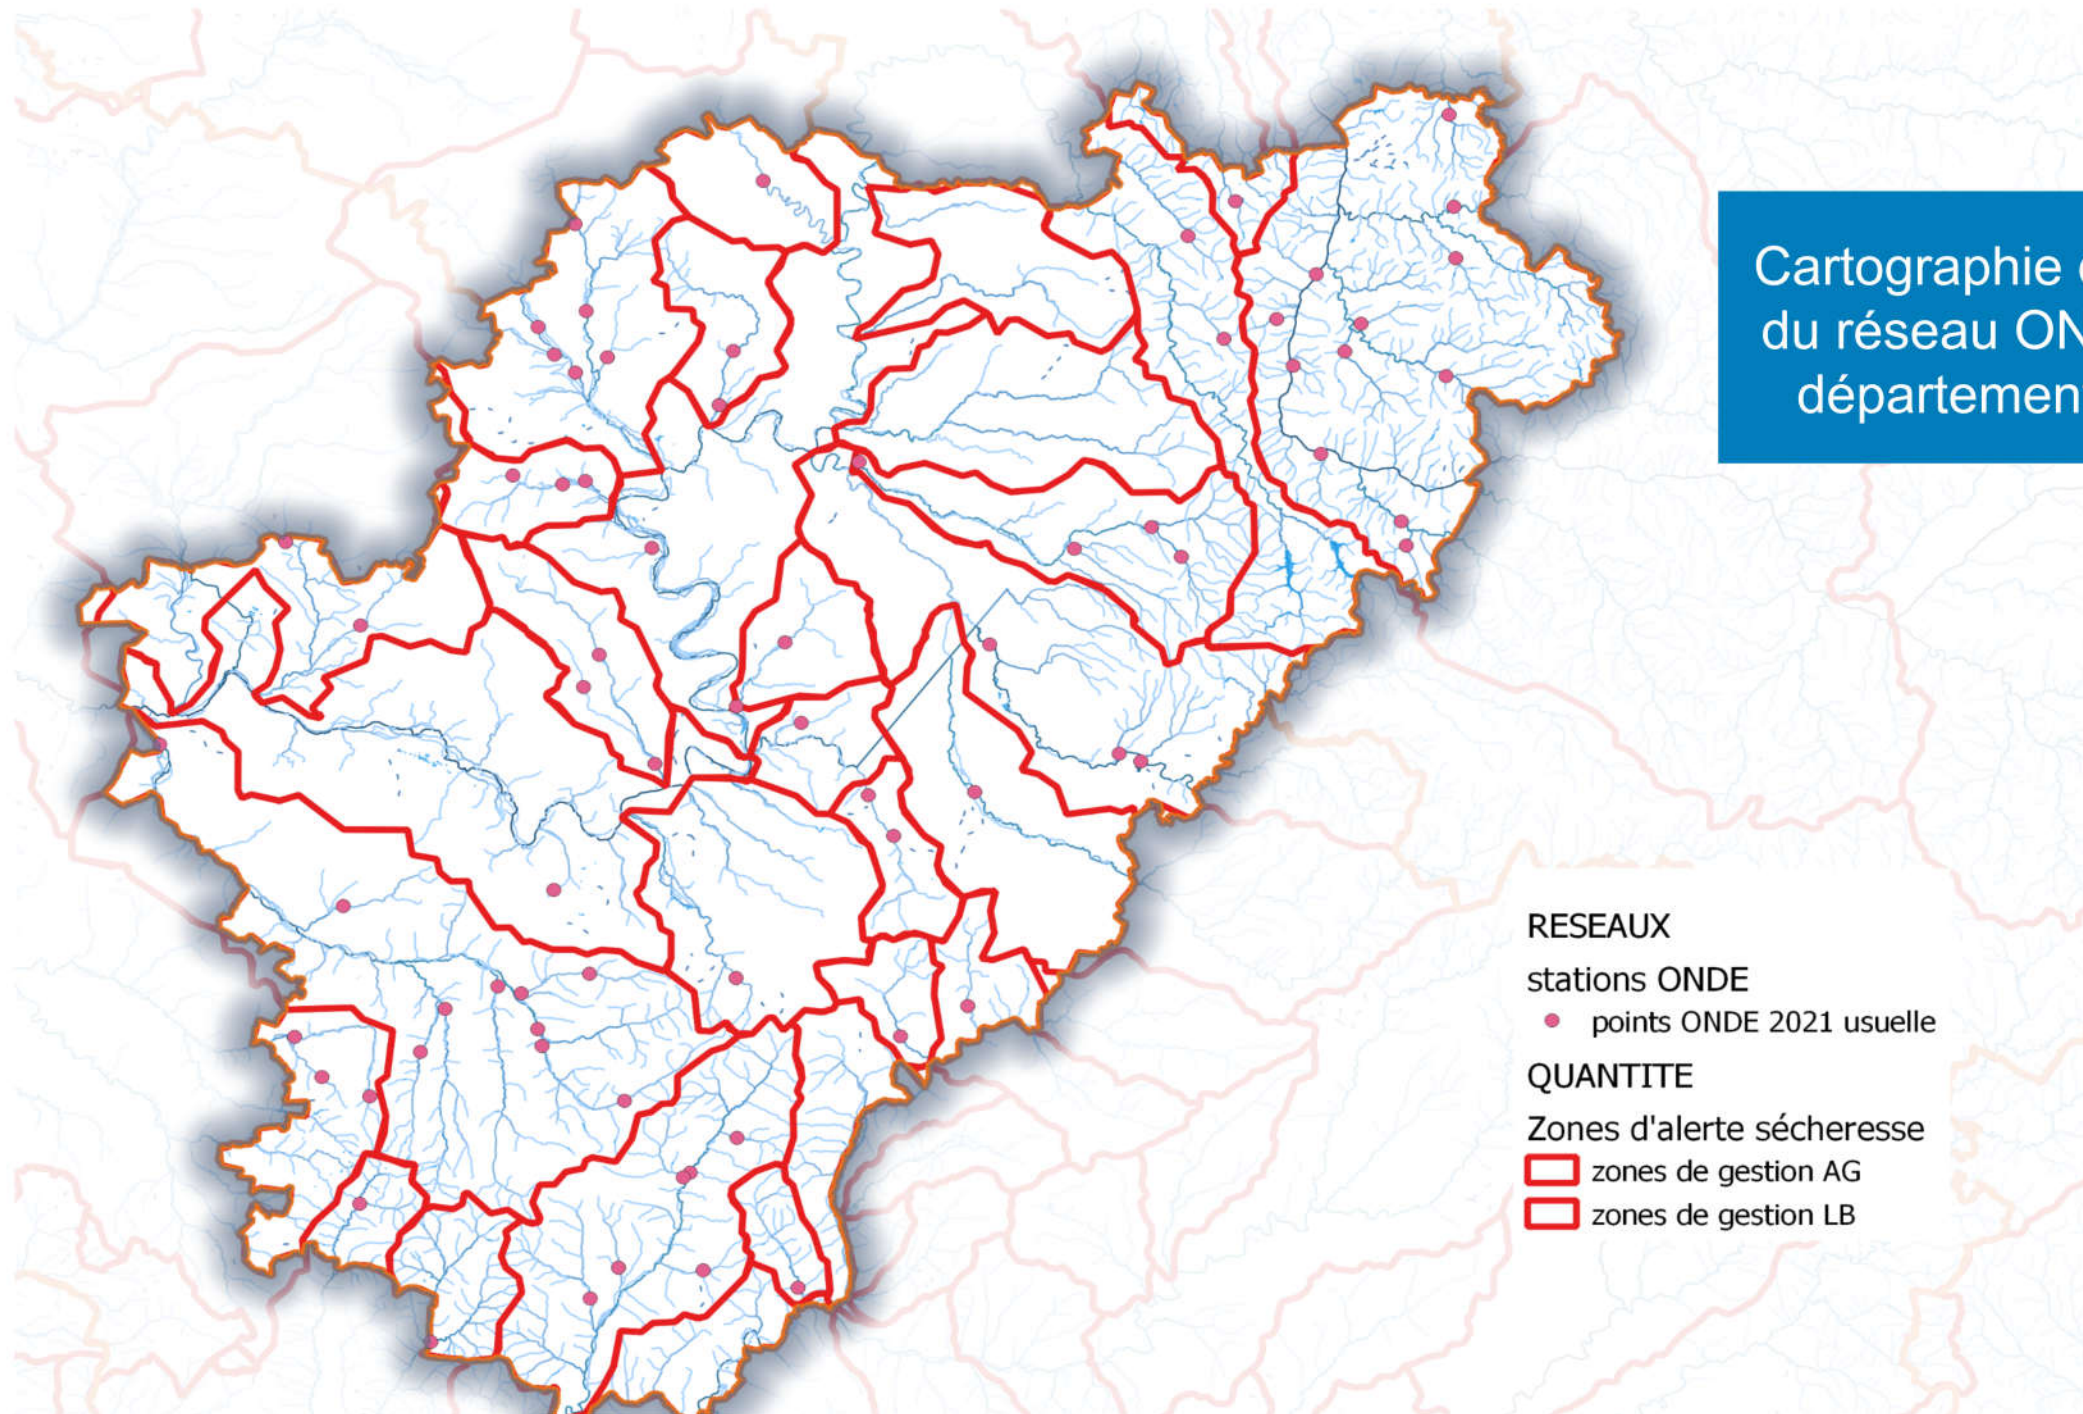 Cartographie
du réseau
RESEAUX
stations ONDE
points ONDE 2021 usuelle
QUANTITE
Zones d'alerte sécheresse
zones de gestion AG
zones de gestion LB